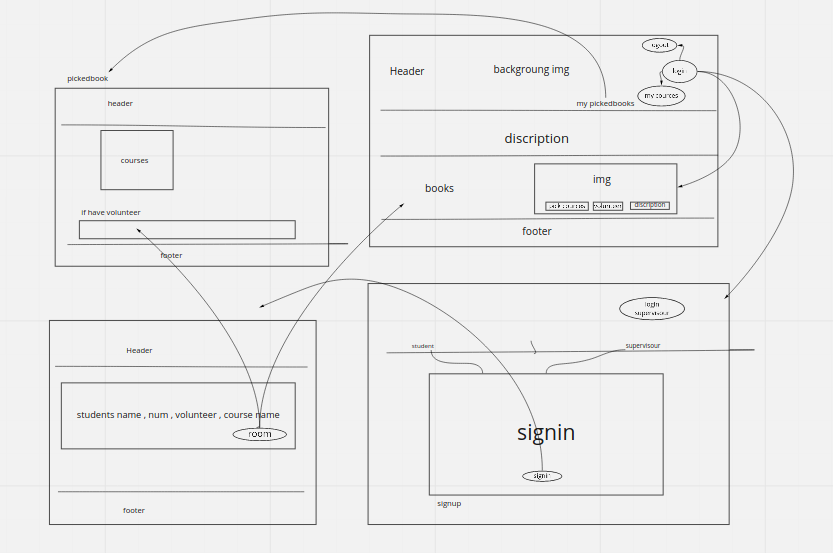 pickedbook
header
courses
if have volunteer
footer
logout
Header
backgroung img
login
my cources
my pickedbooks
discription
books
img
pick cources
volunteer
discription
footer
Header
students name , num , volunteer , course name
room
footer
login
supervisour
student
supervisour
signin
signin
signup